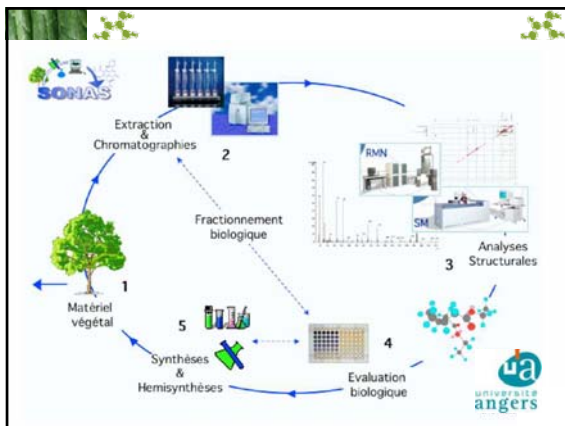 SONAS
Extraction
&
Chromatographies
2
RMN
SM
Analyses
Structurales
3
Fractionnement
biologique
1
Matériel
végétal
5
4
Synthèses
&
Hemisynthèses
Evaluation
biologique
ua
université
angers